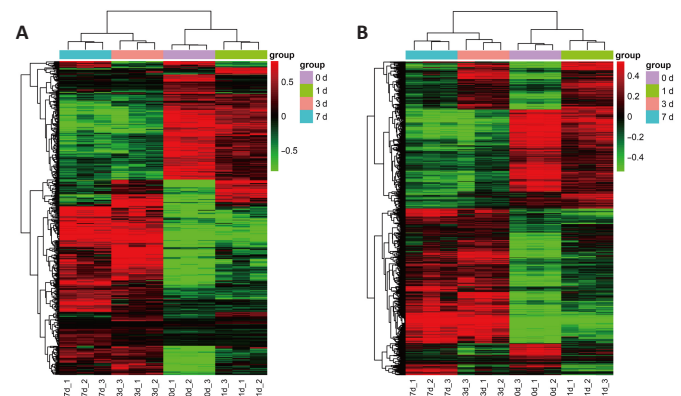 A
group
group
0.5
0
−0.5
0 d
1 d
3 d
7 d
7d_1
7d_2
7d_3
3d_3
3d_1
3d_2
0d_1
0d_2
0d_3
1d_3
1d_1
1d_2
B
group
group
0.4
0.2
0
−0.2
−0.4
0 d
1 d
3 d
7 d
7d_1
7d_2
7d_3
3d_3
3d_1
3d_2
0d_3
0d_1
0d_2
1d_1
1d_2
1d_3